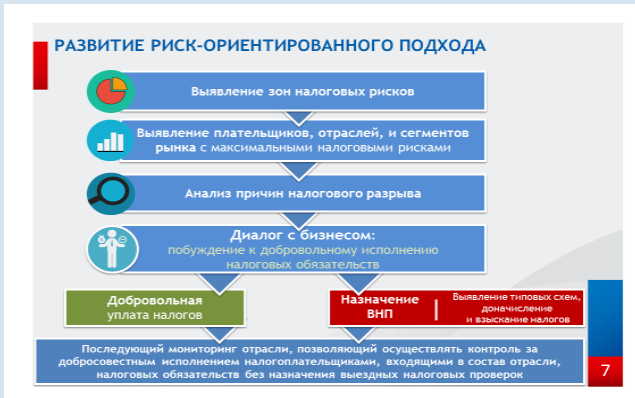 РАЗВИТИЕ РИСК-ОРИЕНТИРОВАННОГО ПОДХОДА
Выявление зон налоговых рисков
Выявление плательщиков, отраслей, и сегментов
рынка с максимальными налоговыми рисками
Анализ причин налогового разрыва
Диалог с бизнесом:
побуждение к добровольному исполнению
налоговых обязательств
Добровольная
уплата налогов
Назначение
ВНП
Выявление типовых схем,
доначисление
и взыскание налогов
Последующий мониторинг отрасли, позволяющий осуществлять контроль за
добросовестным исполнением налогоплательщиками, входящими в состав отрасли,
налоговых обязательств без назначения выездных налоговых проверок
7